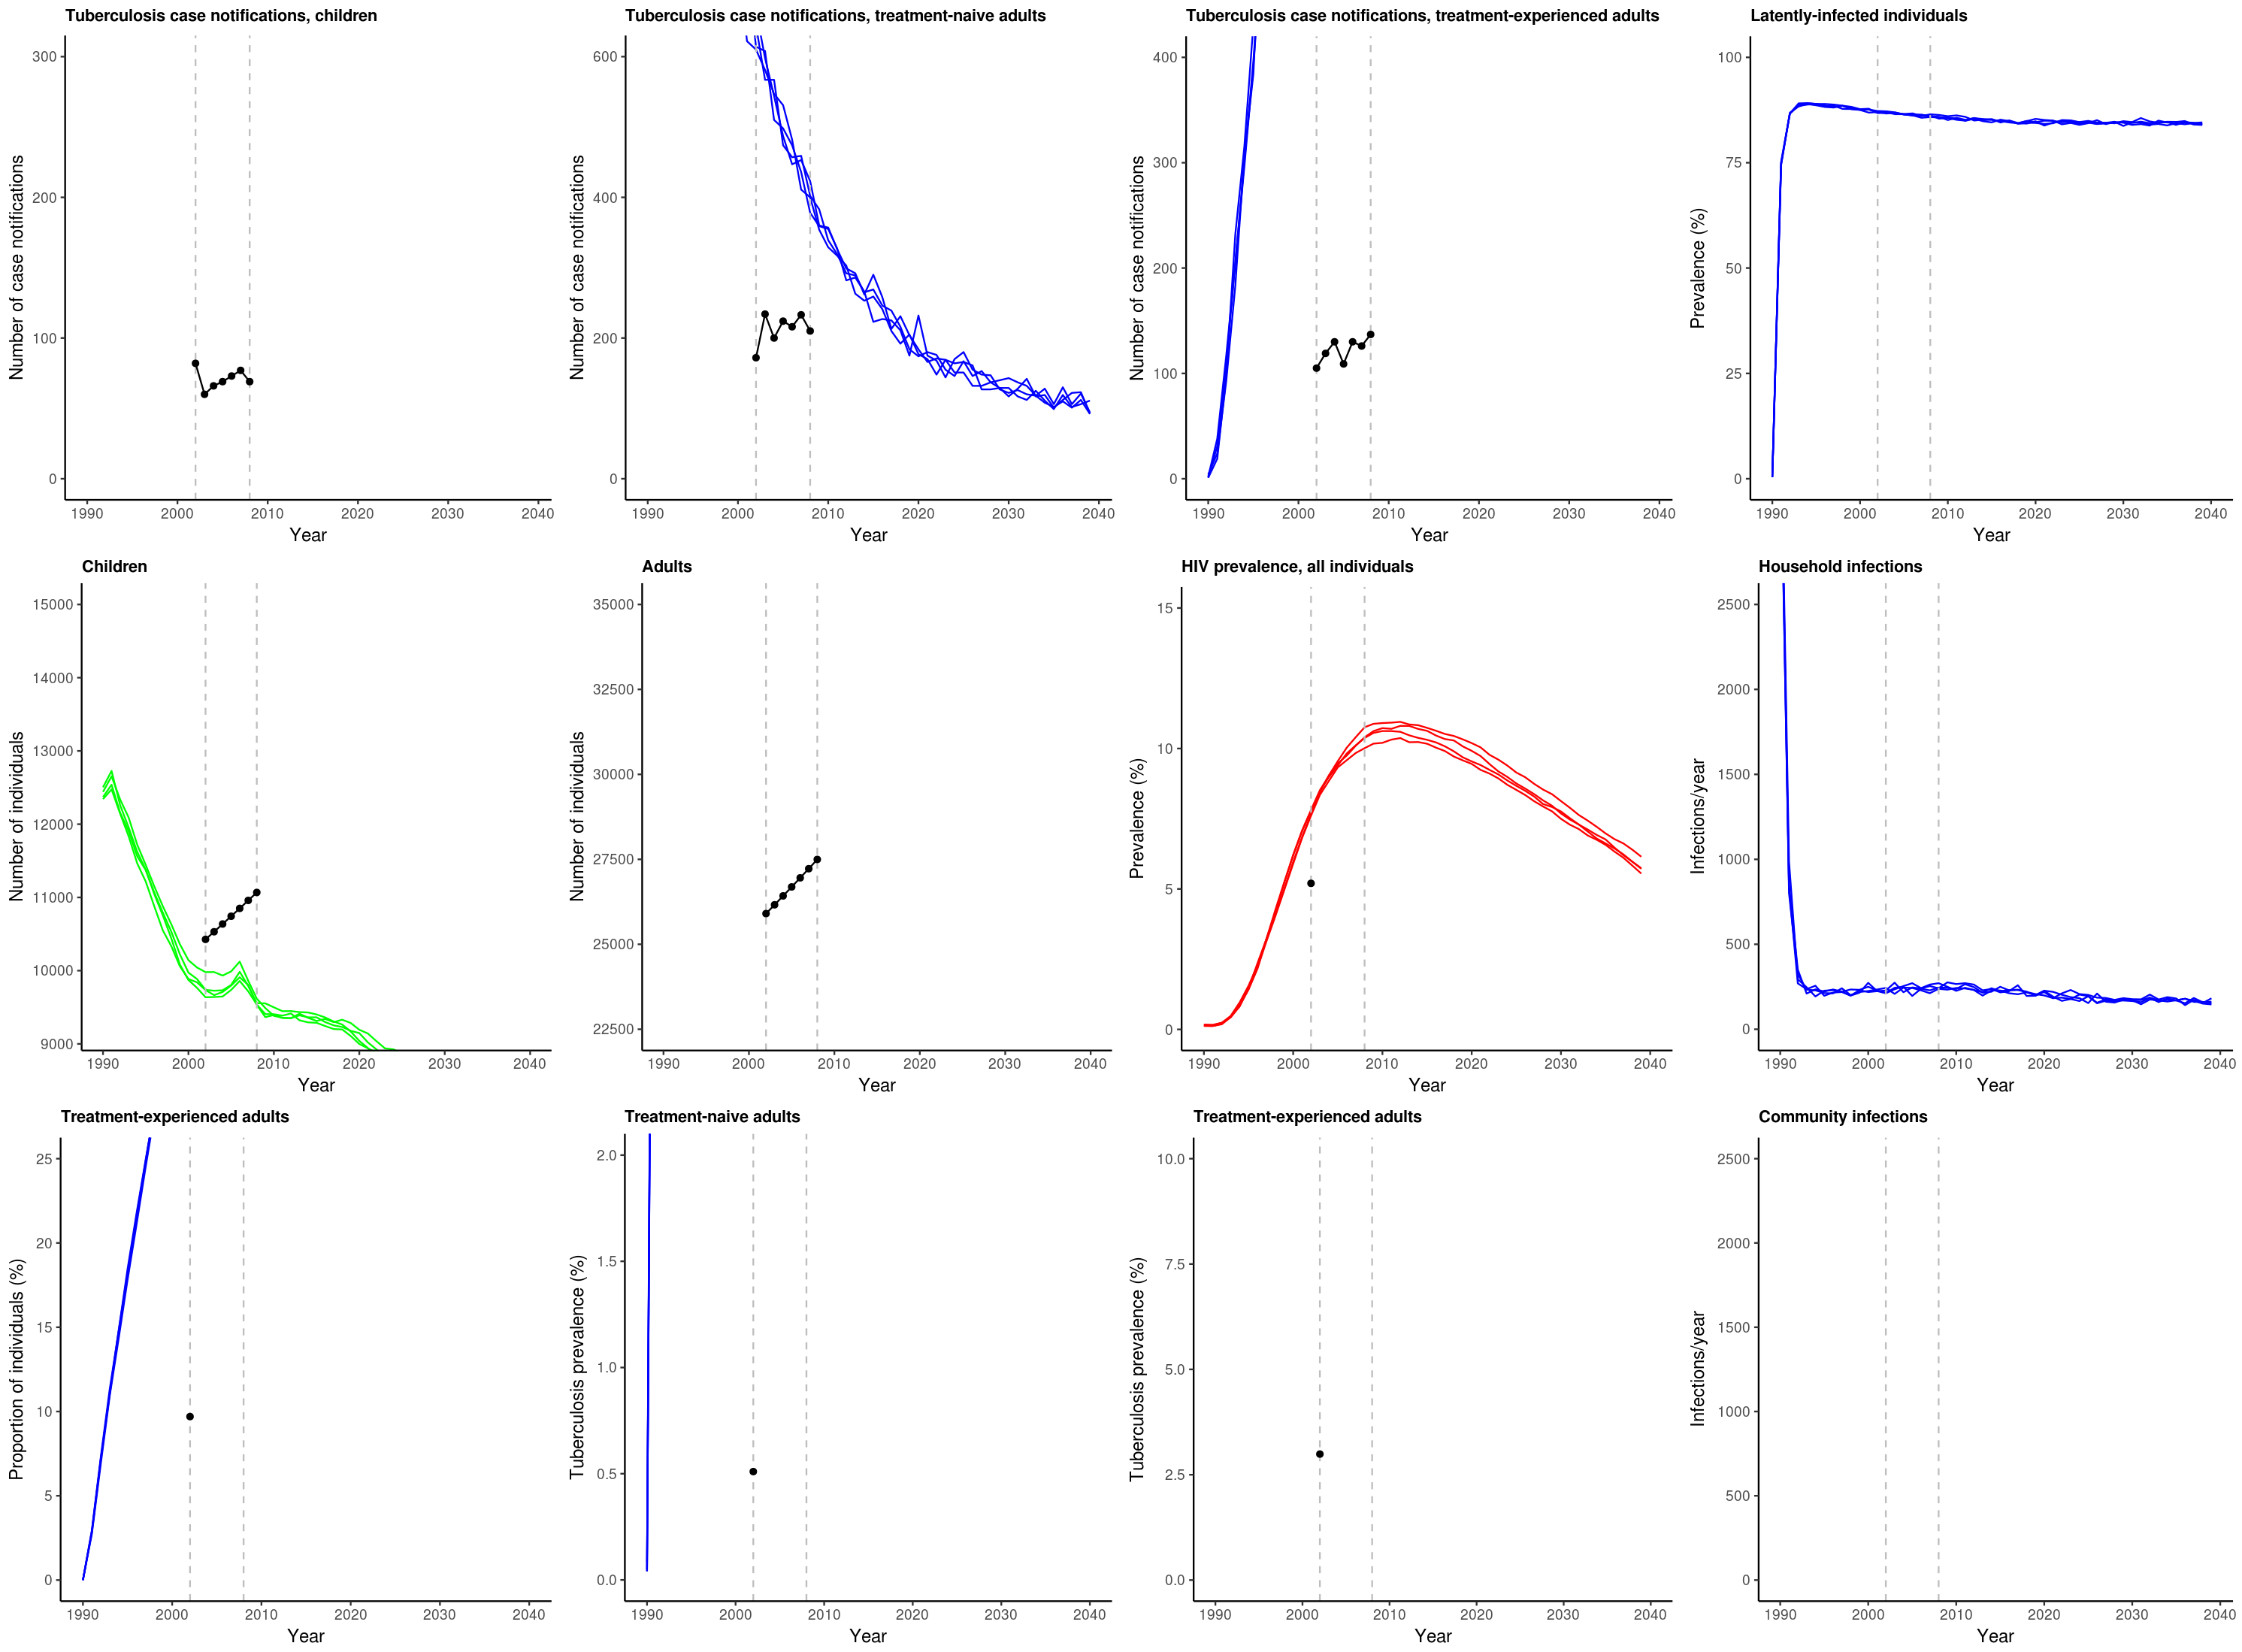 Tuberculosis case notifications, children
Number of case notifications
300
200
100
0
1990 2000 2010 2020 2030 2040
Year
Tuberculosis case notifications, treatment-naive adults
Number of case notifications
600
400
200
0
1990 2000 2010 2020 2030 2040
Year
Tuberculosis case notifications, treatment-experienced adults
Number of case notifications
400
300
200
100
0
1990 2000 2010 2020 2030 2040
Year
Latently-infected individuals
Prevalence (%)
100
75
50
25
0
1990 2000 2010 2020 2030 2040
Year
Children
Number of individuals
15000
14000
13000
12000
11000
10000
9000
1990 2000 2010 2020 2030 2040
Year
Adults
Number of individuals
35000
32500
30000
27500
25000
22500
1990 2000 2010 2020 2030 2040
Year
HIV prevalence, all individuals
Prevalence (%)
15
10
5
0
1990 2000 2010 2020 2030 2040
Year
Household infections
Infections/year
2500
2000
1500
1000
500
0
1990 2000 2010 2020 2030 2040
Year
Treatment-experienced adults
Proportion of individuals (%)
25
20
15
10
5
0
1990 2000 2010 2020 2030 2040
Year
Treatment-naive adults
Tuberculosis prevalence (%)
2.0
1.5
1.0
0.5
0.0
1990 2000 2010 2020 2030 2040
Year
Treatment-experienced adults
Tuberculosis prevalence (%)
10.0
7.5
5.0
2.5
0.0
1990 2000 2010 2020 2030 2040
Year
Community infections
Infections/year
2500
2000
1500
1000
500
0
1990 2000 2010 2020 2030 2040
Year